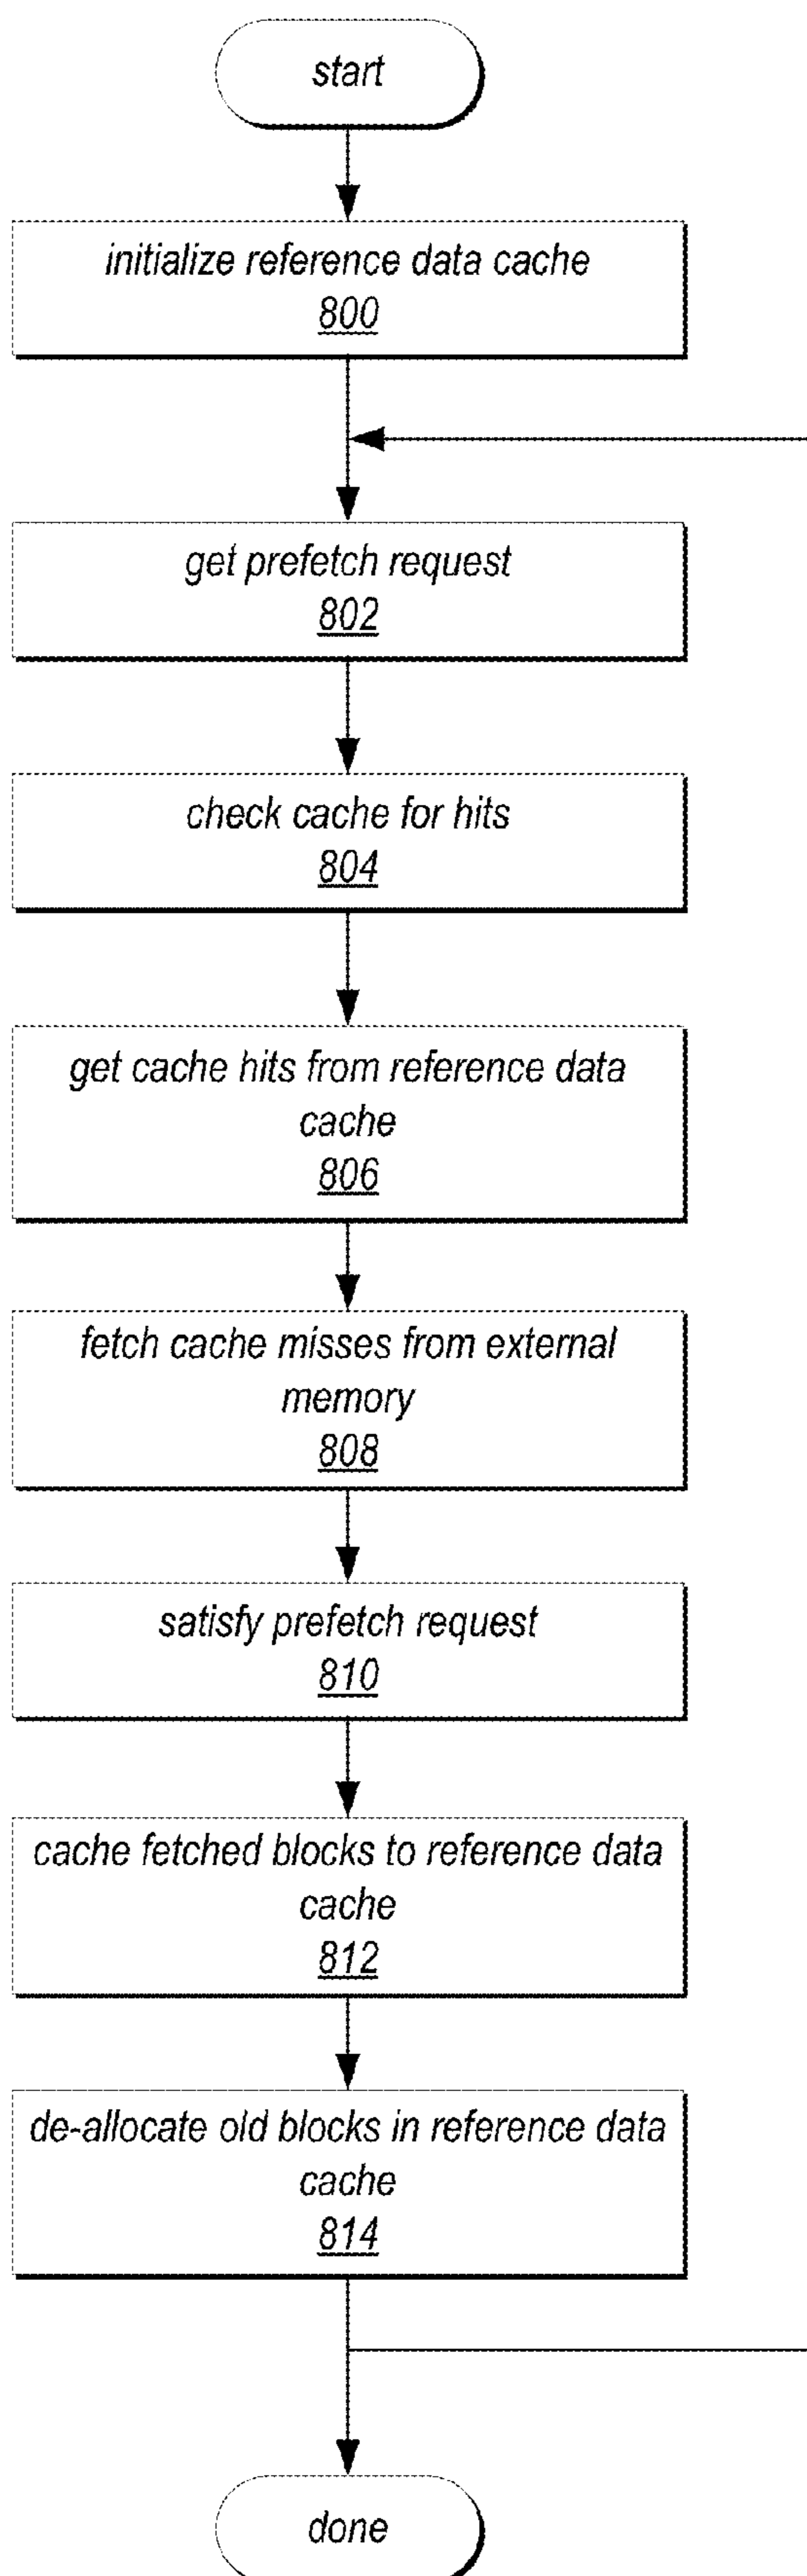 start
initialize reference data cache
800
get prefetch request
802
check cache for hits
804
get cache hits from reference data
cache
806
fetch cache misses from external
memory
808
satisfy prefetch request
810
cache fetched blocks to reference data
cache
812
de-allocate old blocks in reference data
cache
814
done